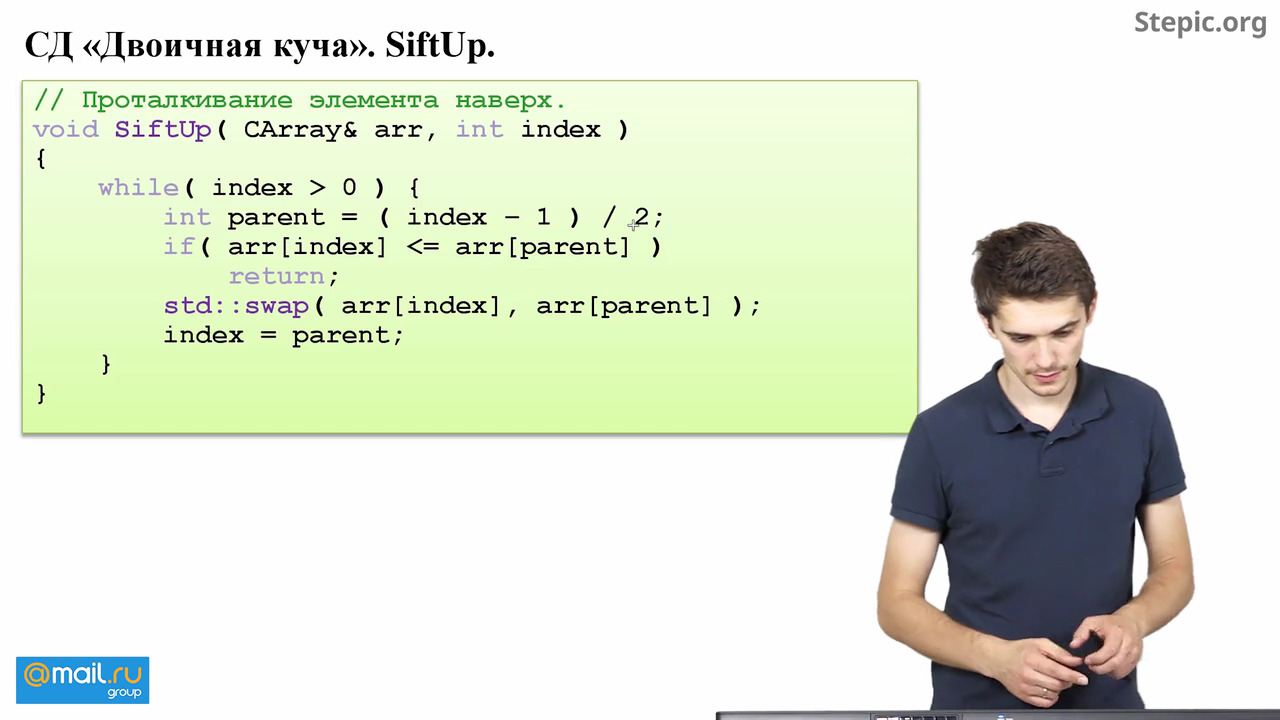 Stepic.org
СД «Двоичная куча». SiftUp.
// Проталкивание элемента наверх.
void SiftUp( CArray& arr, int index )
{
    while( index > 0 ) {
        int parent = ( index – 1 ) / 2;
        if( arr[index] <= arr[parent] )
            return;
        std::swap( arr[index], arr[parent] );
        index = parent;
    }
}
@mail.ru
group